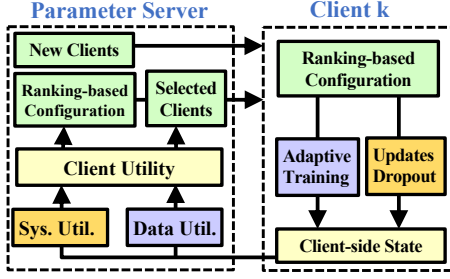 Parameter Server
Client k
New Clients
Ranking-based
Configuration
Selected
Clients
Client Utility
Sys. Util.
Data Util.
Ranking-based
Configuration
Adaptive
Training
Updates
Dropout
Client-side State